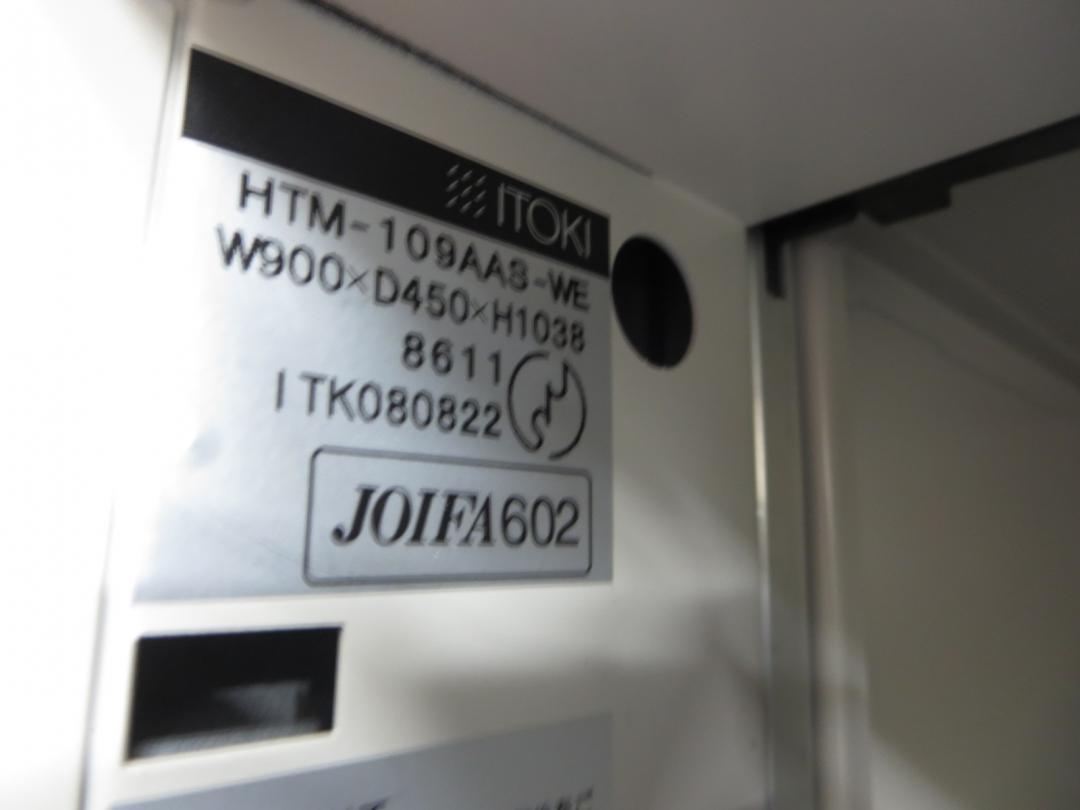 ITOKI
HTM-109AAS-WE
W900×D450×H1038
8611
ITK080822
JOIFA602